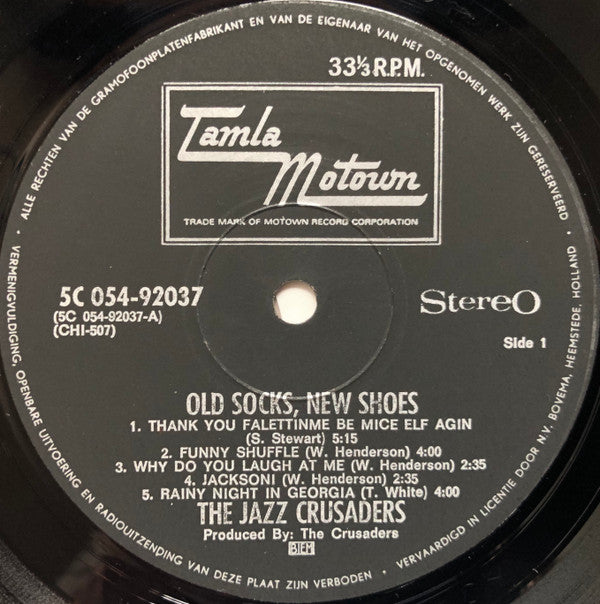 ALLE RECHTEN VAN DE GRAMOFOONPLATENFABRIKANT EN VAN DE EIGENAAR VAN HET OPGENOMEN WERK ZIJN GERESERVEERD •
33⅓ R.P.M.
Tamla
Motown
TRADE MARK OF MOTOWN RECORD CORPORATION
5C 054-92037
(5C 054-92037-A)
(CHI-507)
Stereo
Side 1
OLD SOCKS, NEW SHOES
1. THANK YOU FALETTINME BE MICE ELF AGIN
(S. Stewart) 5:15
2. FUNNY SHUFFLE (W. Henderson) 4:00
3. WHY DO YOU LAUGH AT ME (W. Henderson) 2:35
4. JACKSONI (W. Henderson) 2:35
5. RAINY NIGHT IN GEORGIA (T. White) 4:00
THE JAZZ CRUSADERS
Produced By: The Crusaders
BIEM
VERMENIGVULDIGING, OPENBARE UITVOERING EN RADIOUITZENDING VAN DEZE PLAAT ZIJN VERBODEN •
VERVAARDIGD IN LICENTIE DOOR N.V. BOVEMA, HEEMSTEDE, HOLLAND